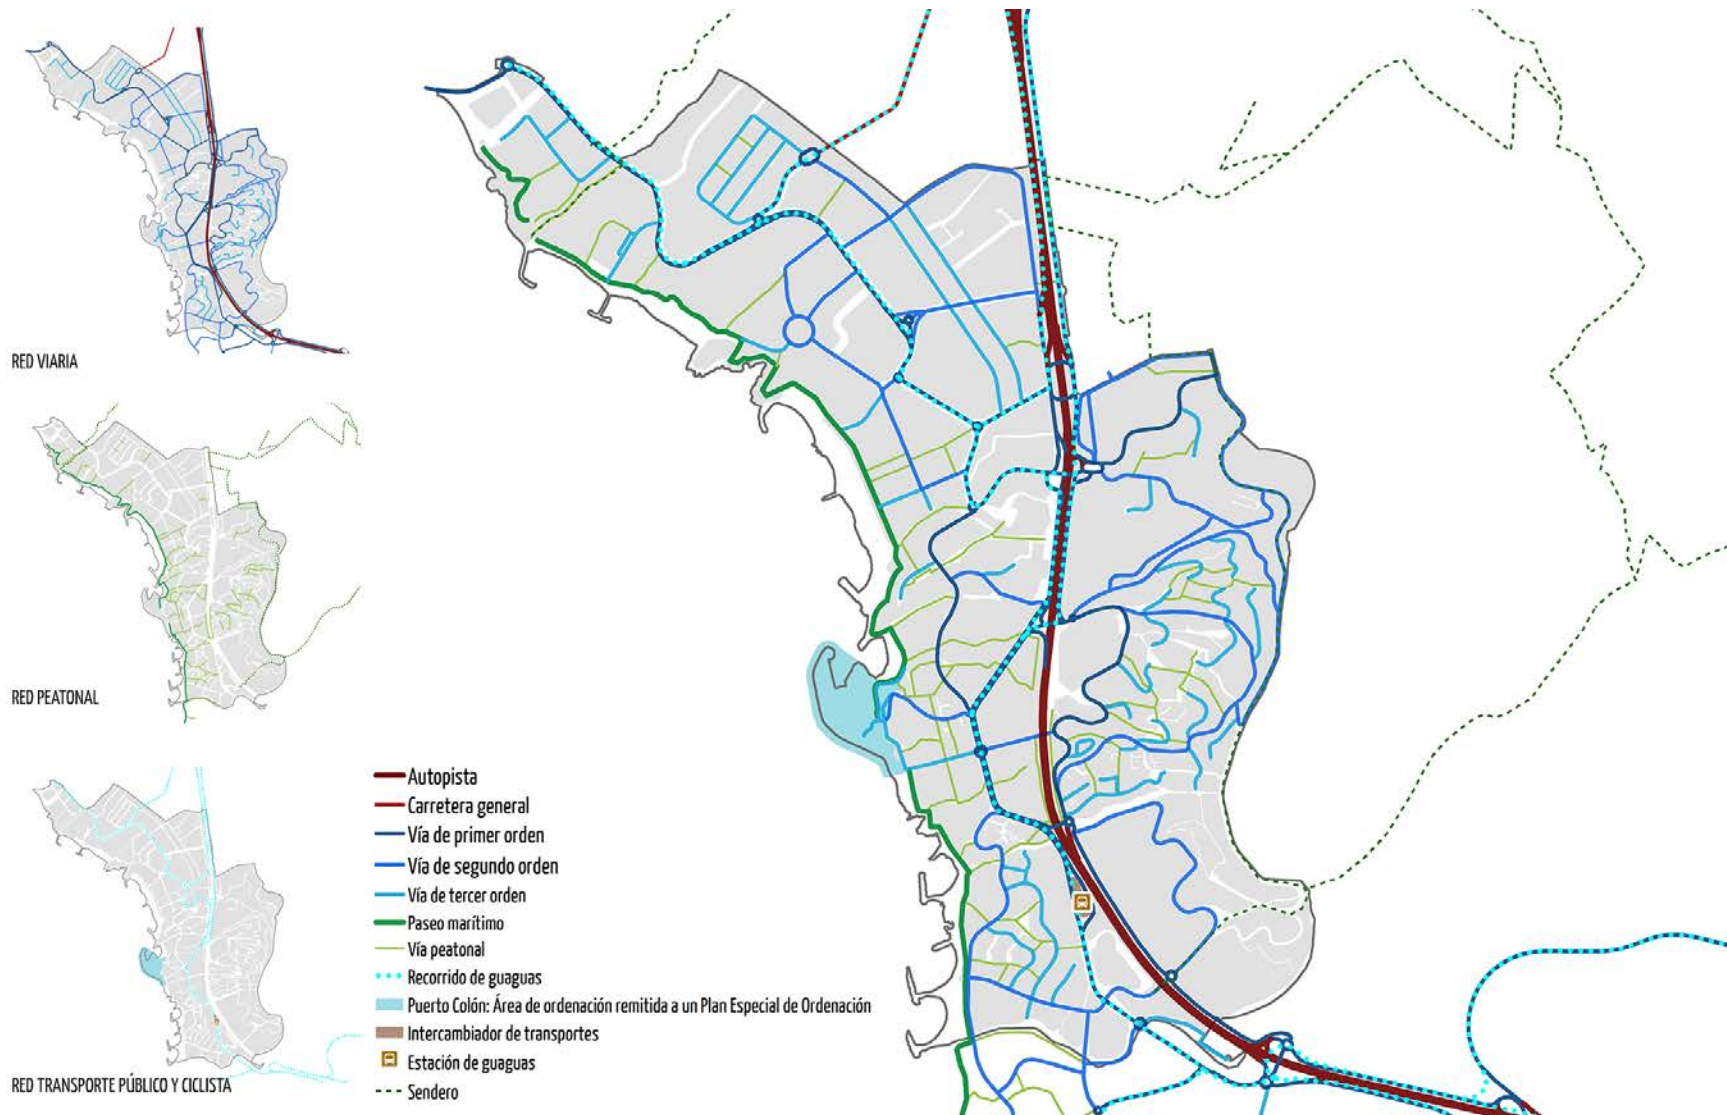 RED VIARIA
RED PEATONAL
RED TRANSPORTE PÚBLICO Y CICLISTA
Autopista
Carretera general
Vía de primer orden
Vía de segundo orden
Vía de tercer orden
Paseo marítimo
Vía peatonal
Recorrido de guaguas
Puerto Colón: Área de ordenación remitida a un Plan Especial de Ordenación
Intercambiador de transportes
Estación de guaguas
Sendero